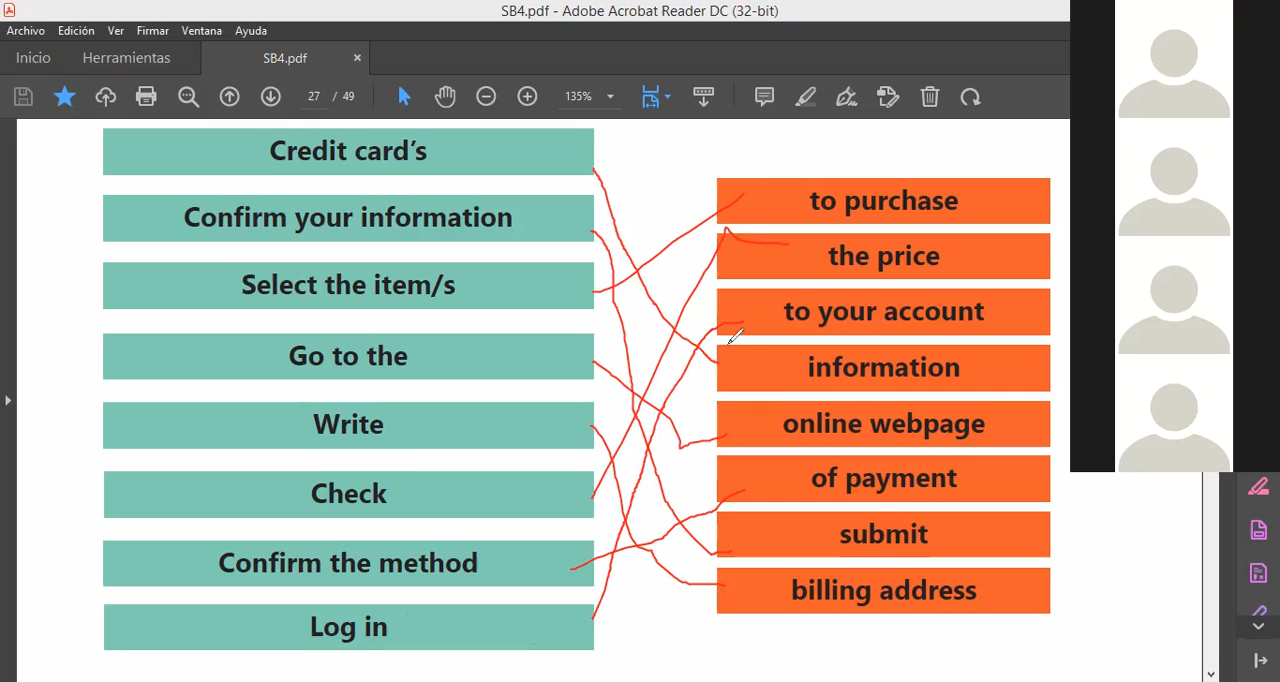 SB4.pdf - Adobe Acrobat Reader DC (32-bit)
Archivo Edición Ver Firmar Ventana Ayuda
Inicio Herramientas SB4.pdf ×
27 / 49 135%
Credit card's
Confirm your information
Select the item/s
Go to the
Write
Check
Confirm the method
Log in
to purchase
the price
to your account
information
online webpage
of payment
submit
billing address